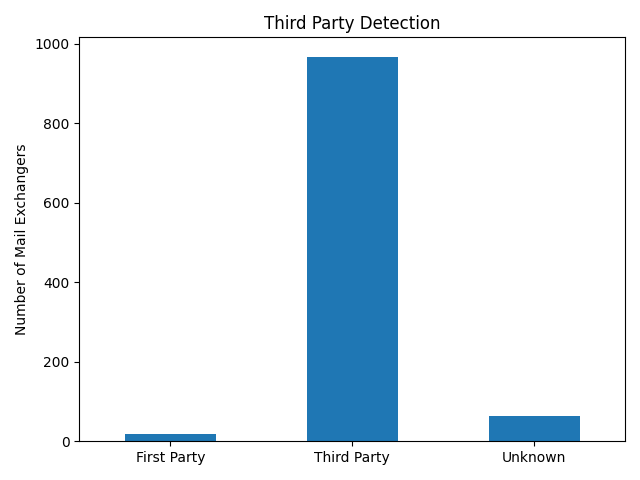 Third Party Detection
Number of Mail Exchangers
1000
800
600
400
200
0
First Party
Third Party
Unknown